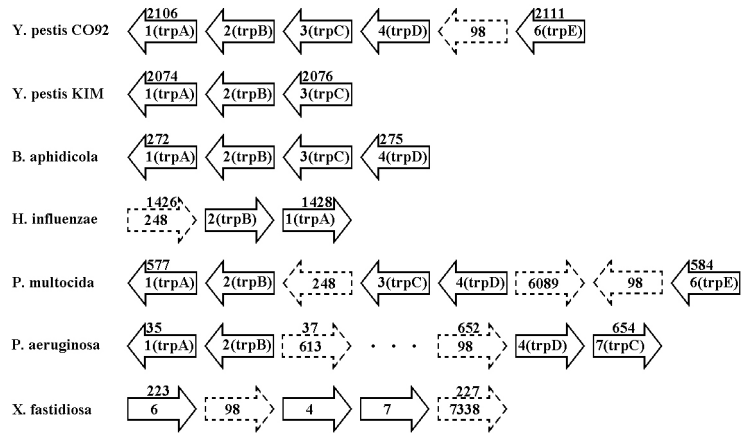 2106 2111
Y. pestis CO92 1(trpA) 2(trpB) 3(trpC) 4(trpD) 98 6(trpE)
2074 2076
Y. pestis KIM 1(trpA) 2(trpB) 3(trpC)
272 275
B. aphidicola 1(trpA) 2(trpB) 3(trpC) 4(trpD)
1426 1428
H. influenzae 248 2(trpB) 1(trpA)
577 584
P. multocida 1(trpA) 2(trpB) 248 3(trpC) 4(trpD) 6089 98 6(trpE)
35 37 652 654
P. aeruginosa 1(trpA) 2(trpB) 613 . . . 98 4(trpD) 7(trpC)
223 227
X. fastidiosa 6 98 4 7 7338